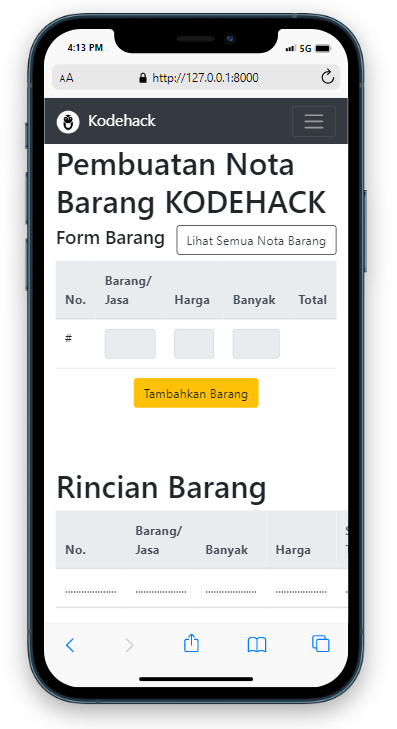 4:13 PM 5G
AA http://127.0.0.1:8000
Kodehack
Pembuatan Nota
Barang KODEHACK
Form Barang Lihat Semua Nota Barang
No. Barang/ Jasa Harga Banyak Total
#
Tambahkan Barang
Rincian Barang
No. Barang/ Jasa Banyak Harga
.................. .................. .................. ..................